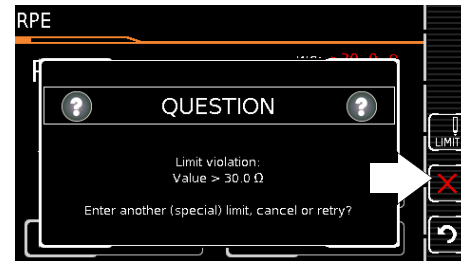 RPE
QUESTION
Limit violation:
Value > 30.0 Ω
Enter another (special) limit, cancel or retry?
LIMIT